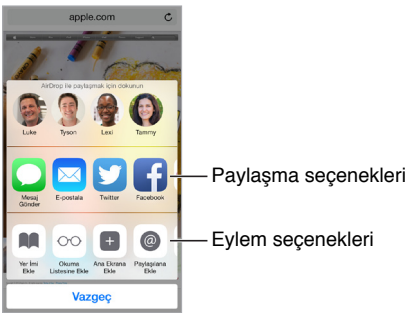 apple.com
AirDrop ile paylaşmak için dokunun
Luke Tyson Lexi Tammy
Mesaj Gönder E-postala Twitter Facebook
Paylaşma seçenekleri
Yer İmi Ekle Okuma Listesine Ekle Ana Ekrana Ekle Paylaşılana Ekle
Eylem seçenekleri
Vazgeç